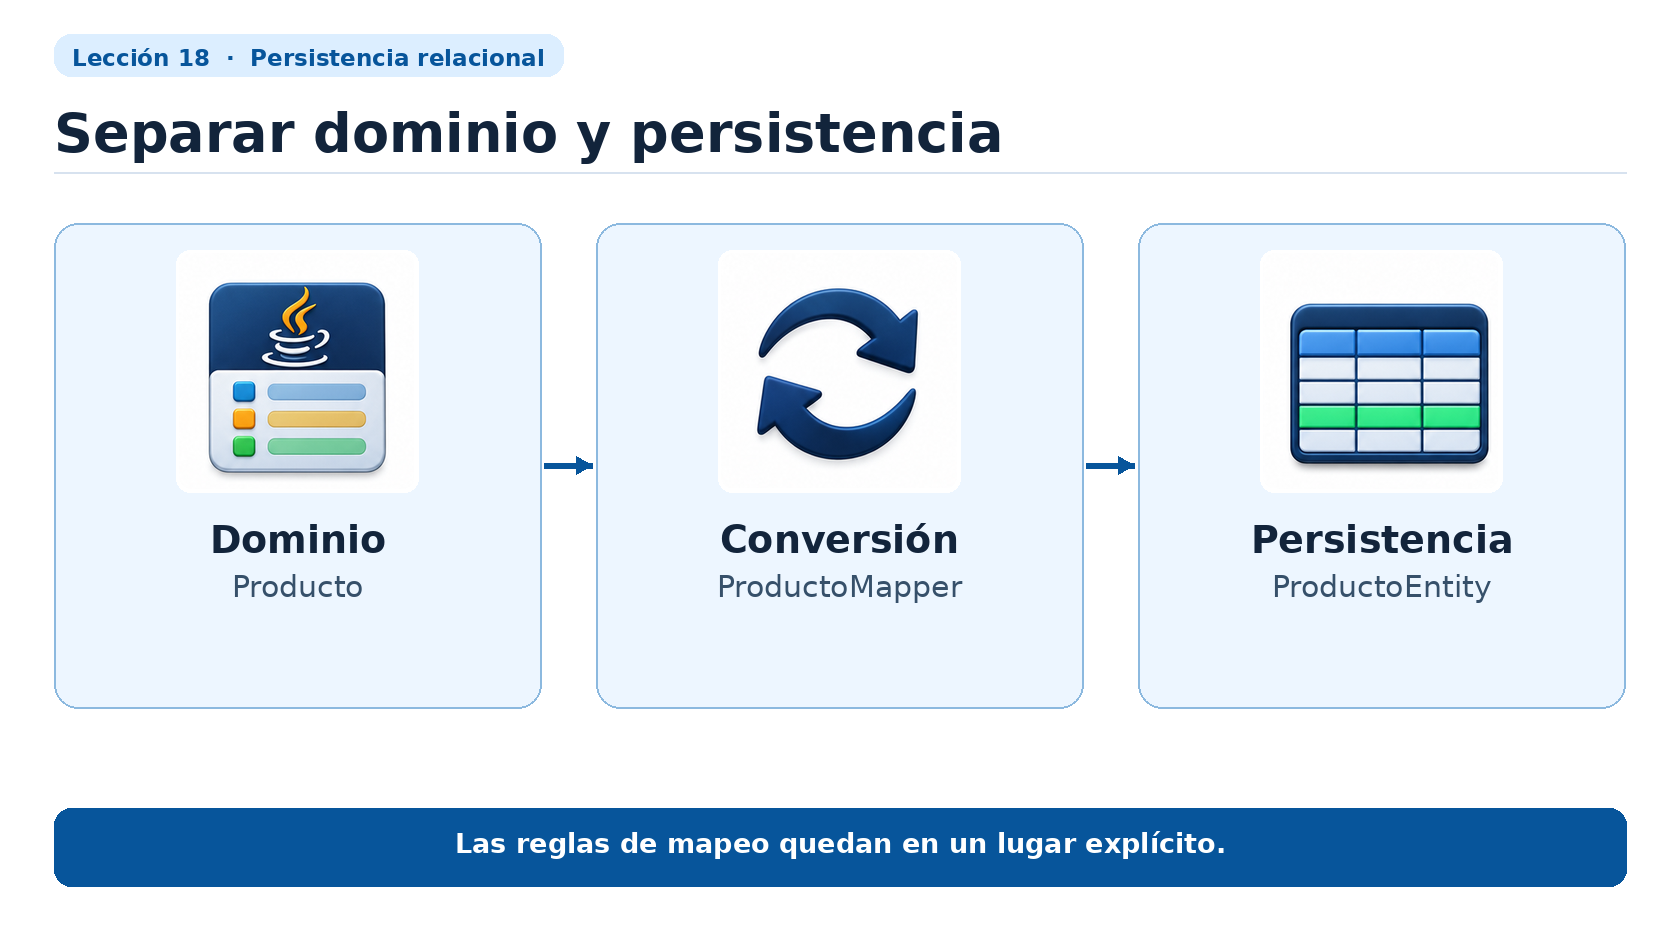 Lección 18 · Persistencia relacional
Separar dominio y persistencia
Dominio
Producto
Conversión
ProductoMapper
Persistencia
ProductoEntity
Las reglas de mapeo quedan en un lugar explícito.